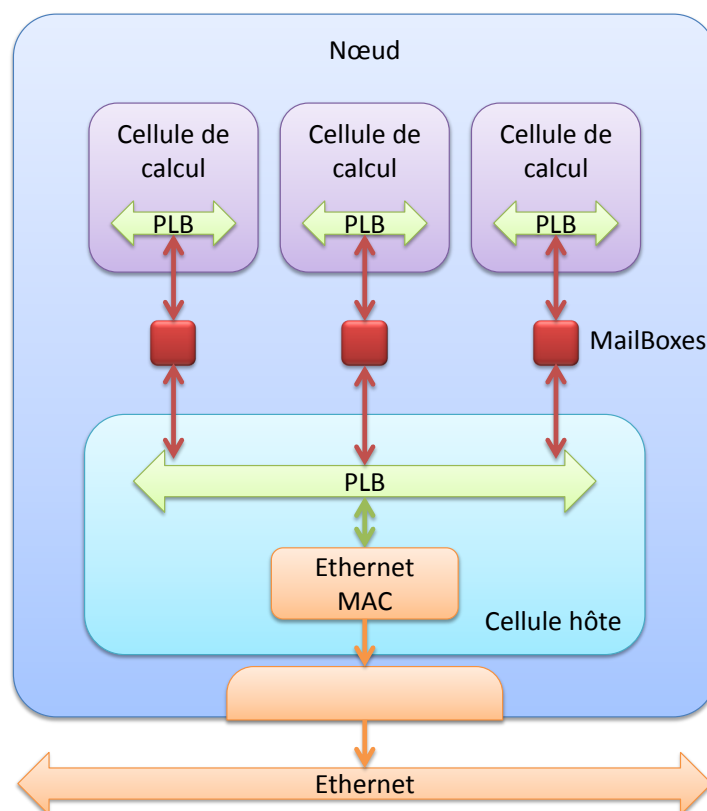 Nœud
Cellule de
calcul
Cellule de
calcul
Cellule de
calcul
PLB
PLB
PLB
MailBoxes
PLB
Ethernet
MAC
Cellule hôte
Ethernet